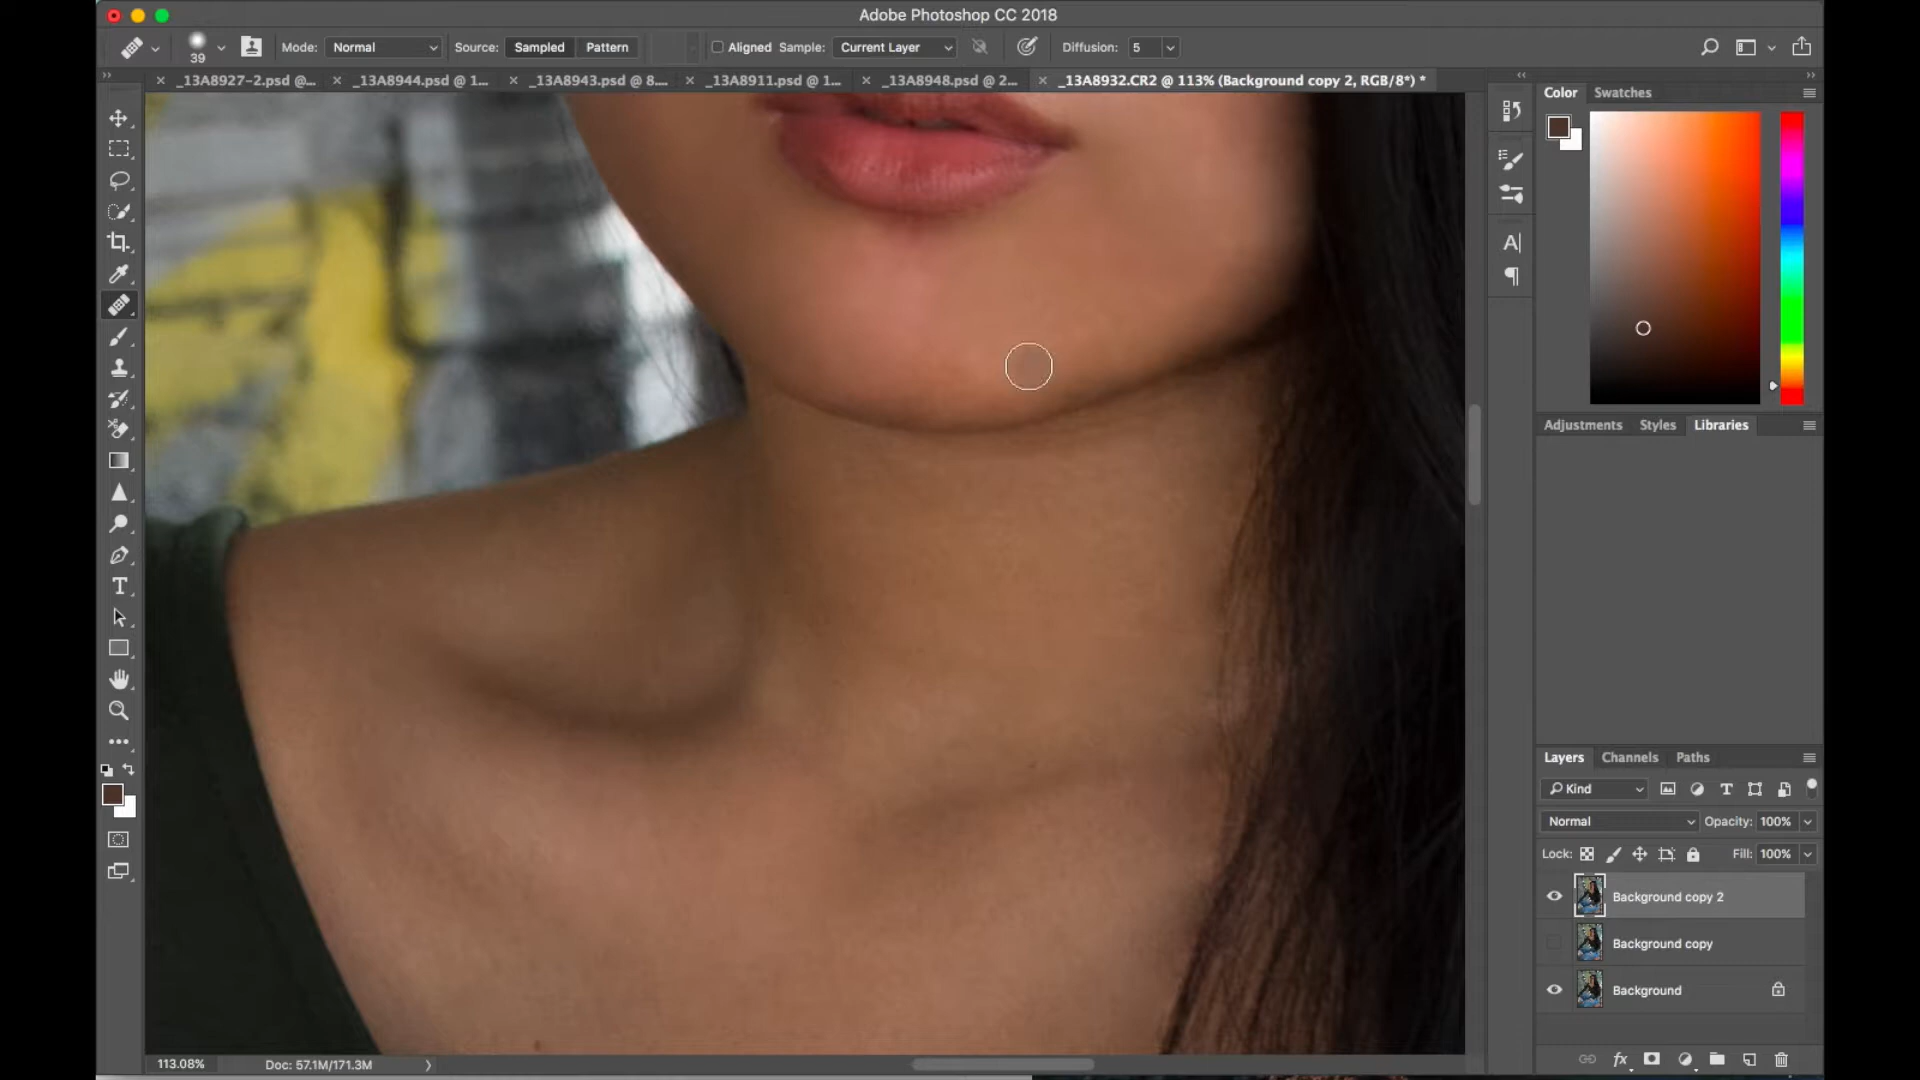 Adobe Photoshop CC 2018
39 Mode: Normal Source: Sampled Pattern Aligned Sample: Current Layer Diffusion: 5
_13A8927-2.psd @... _13A8944.psd @ 1... _13A8943.psd @ 8.... _13A8911.psd @ 1... _13A8948.psd @ 2... _13A8932.CR2 @ 113% (Background copy 2, RGB/8*) *
Color Swatches
Adjustments Styles Libraries
Layers Channels Paths
Kind
Normal Opacity: 100%
Lock: Fill: 100%
Background copy 2
Background copy
Background
113.08% Doc: 57.1M/171.3M